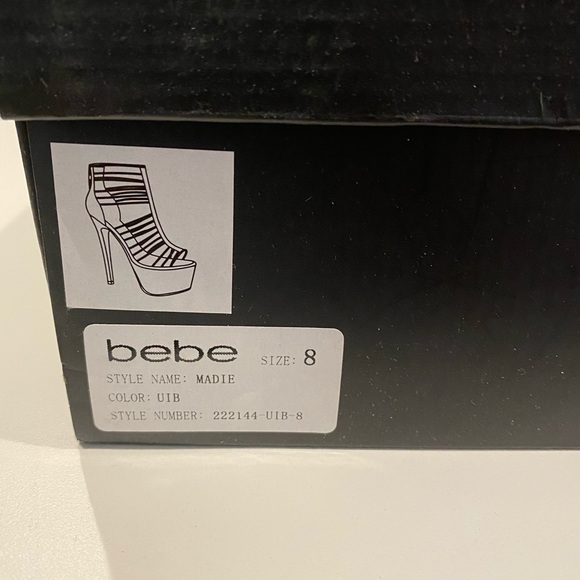 bebe SIZE: 8
STYLE NAME: MADIE
COLOR: UIB
STYLE NUMBER: 222144-UIB-8